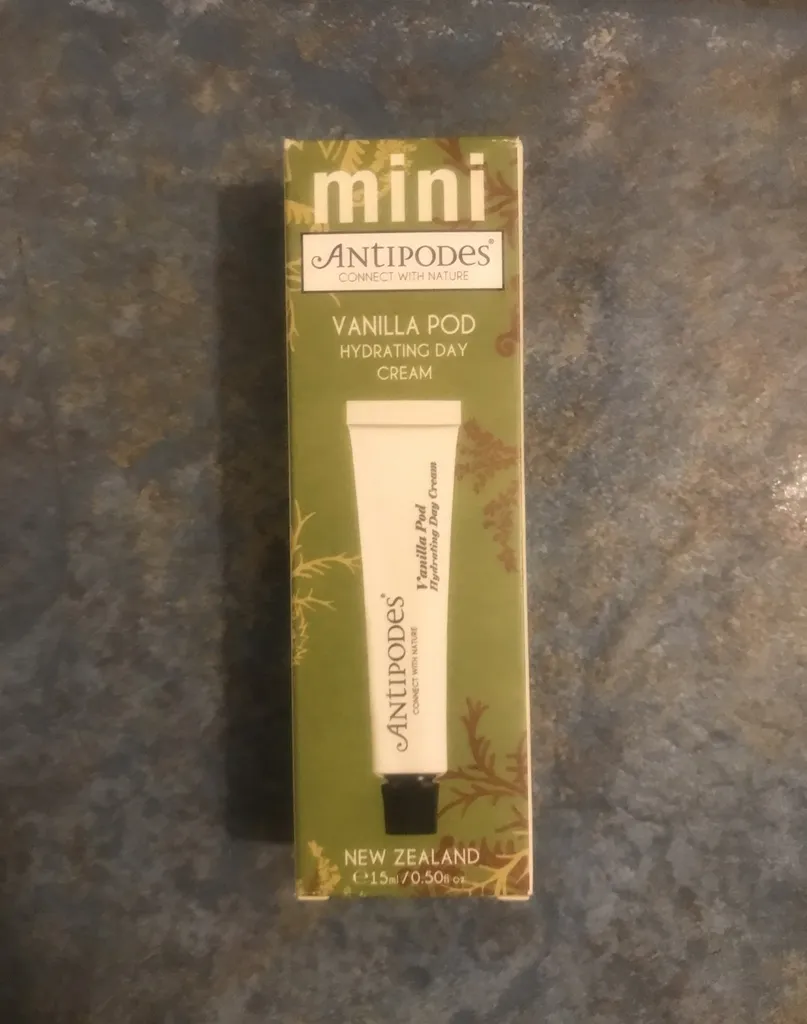 mini
ANTIPODES®
CONNECT WITH NATURE
VANILLA POD
HYDRATING DAY
CREAM
Vanilla Pod
Hydrating Day Cream
ANTIPODES®
CONNECT WITH NATURE
NEW ZEALAND
℮15ml/0.50fl oz